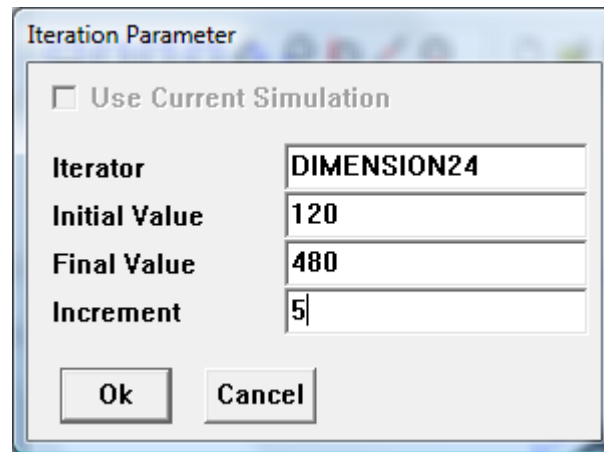 Iteration Parameter
Use Current Simulation
Iterator DIMENSION24
Initial Value 120
Final Value 480
Increment 5
Ok Cancel